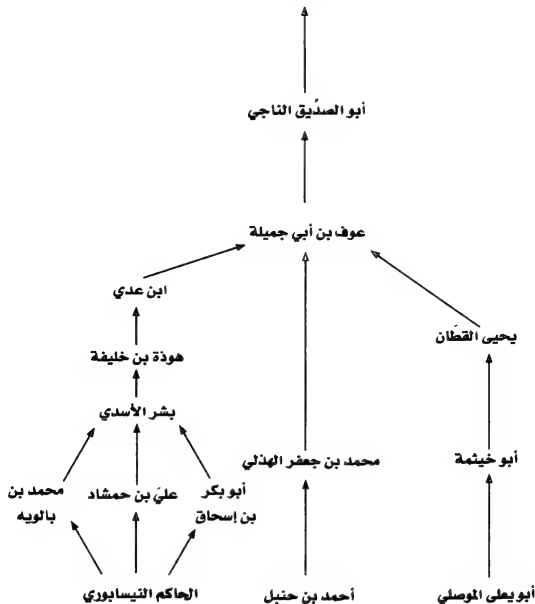 أبو الصدِّيق الناجي
عوف بن أبي جميلة
ابن عدي
يحيى القطّان
هوذة بن خليفة
بشر الأسدي
محمد بن جعفر الهذلي
أبو خيثمة
محمد بن
بالويه
عليّ بن حمشاد
أبو بكر
بن إسحاق
الحاكم النيسابوري
أحمد بن حنبل
أبو يعلى الموصلي